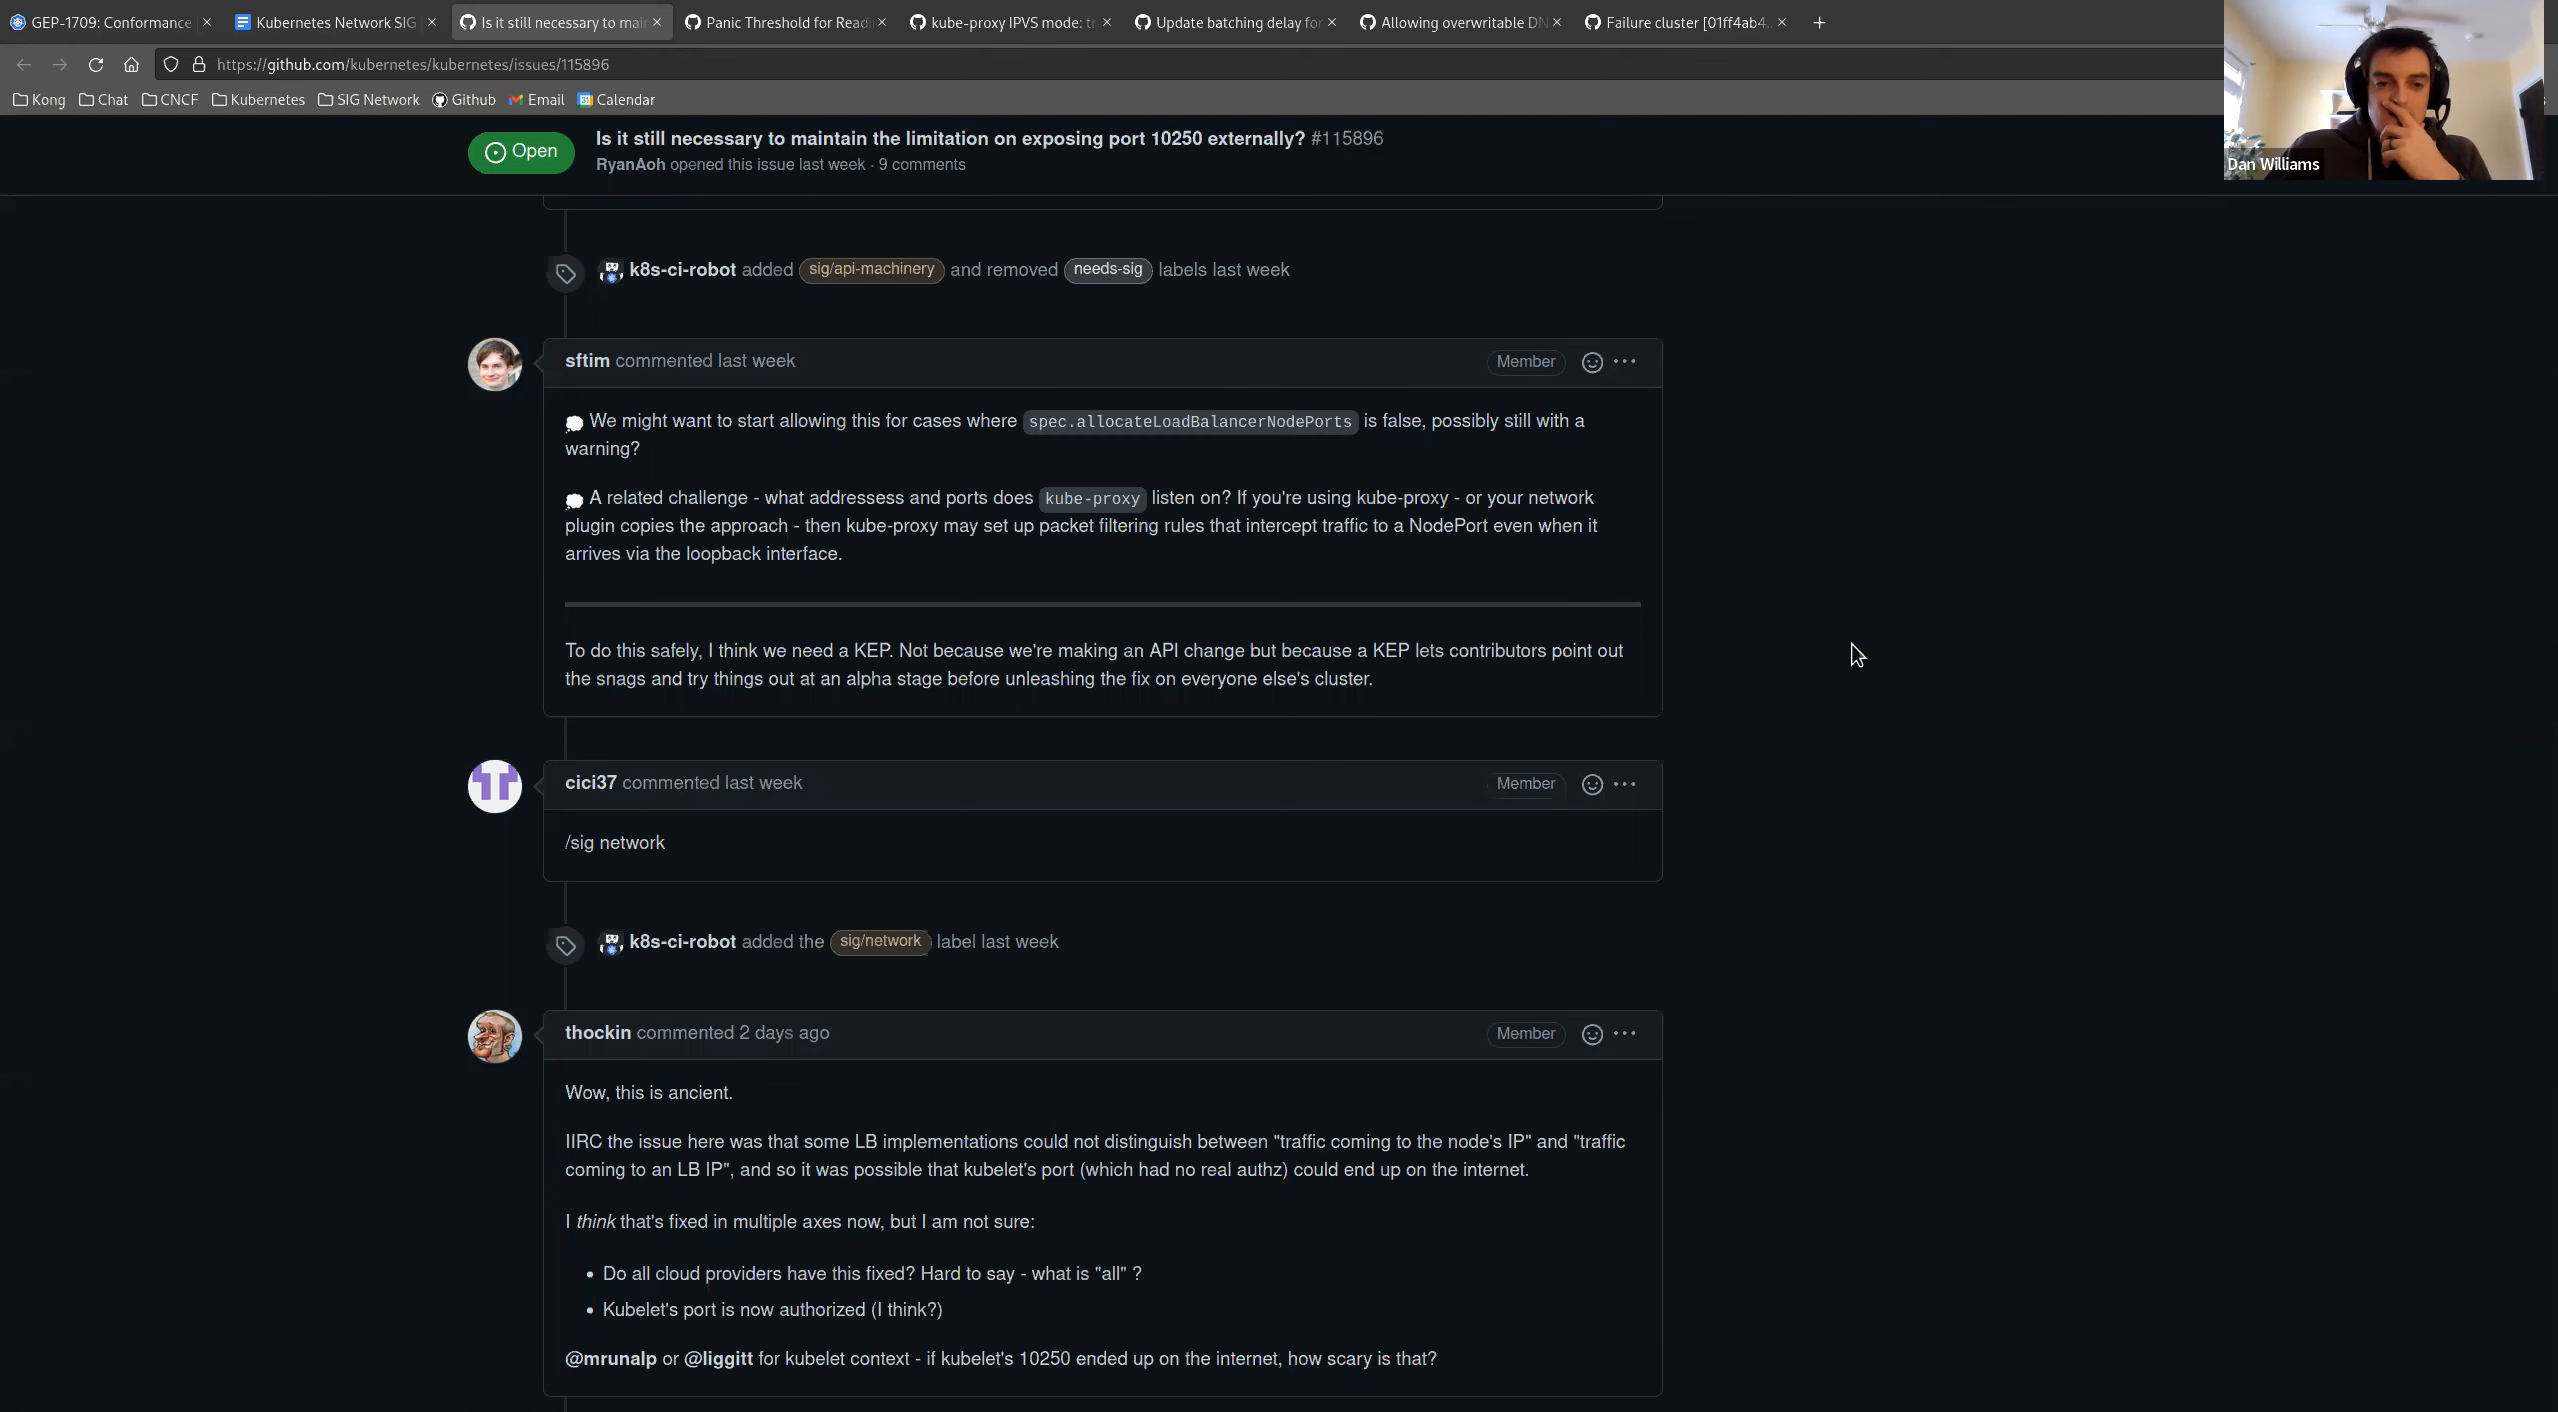 GEP-1709: Conformance
Kubernetes Network SIG
Is it still necessary to mai
Panic Threshold for Readi
kube-proxy IPVS mode: t
Update batching delay for
Allowing overwritable DN
Failure cluster [01ff4ab4..
https://github.com/kubernetes/kubernetes/issues/115896
Kong Chat CNCF Kubernetes SIG Network Github Email Calendar
Dan Williams
Open
Is it still necessary to maintain the limitation on exposing port 10250 externally? #115896
RyanAoh opened this issue last week · 9 comments
k8s-ci-robot added sig/api-machinery and removed needs-sig labels last week
sftim commented last week
Member
We might want to start allowing this for cases where spec.allocateLoadBalancerNodePorts is false, possibly still with a
warning?
A related challenge - what addressess and ports does kube-proxy listen on? If you're using kube-proxy - or your network
plugin copies the approach - then kube-proxy may set up packet filtering rules that intercept traffic to a NodePort even when it
arrives via the loopback interface.
To do this safely, I think we need a KEP. Not because we're making an API change but because a KEP lets contributors point out
the snags and try things out at an alpha stage before unleashing the fix on everyone else's cluster.
cici37 commented last week
Member
/sig network
k8s-ci-robot added the sig/network label last week
thockin commented 2 days ago
Member
Wow, this is ancient.
IIRC the issue here was that some LB implementations could not distinguish between "traffic coming to the node's IP" and "traffic
coming to an LB IP", and so it was possible that kubelet's port (which had no real authz) could end up on the internet.
I think that's fixed in multiple axes now, but I am not sure:
• Do all cloud providers have this fixed? Hard to say - what is "all" ?
• Kubelet's port is now authorized (I think?)
@mrunalp or @liggitt for kubelet context - if kubelet's 10250 ended up on the internet, how scary is that?